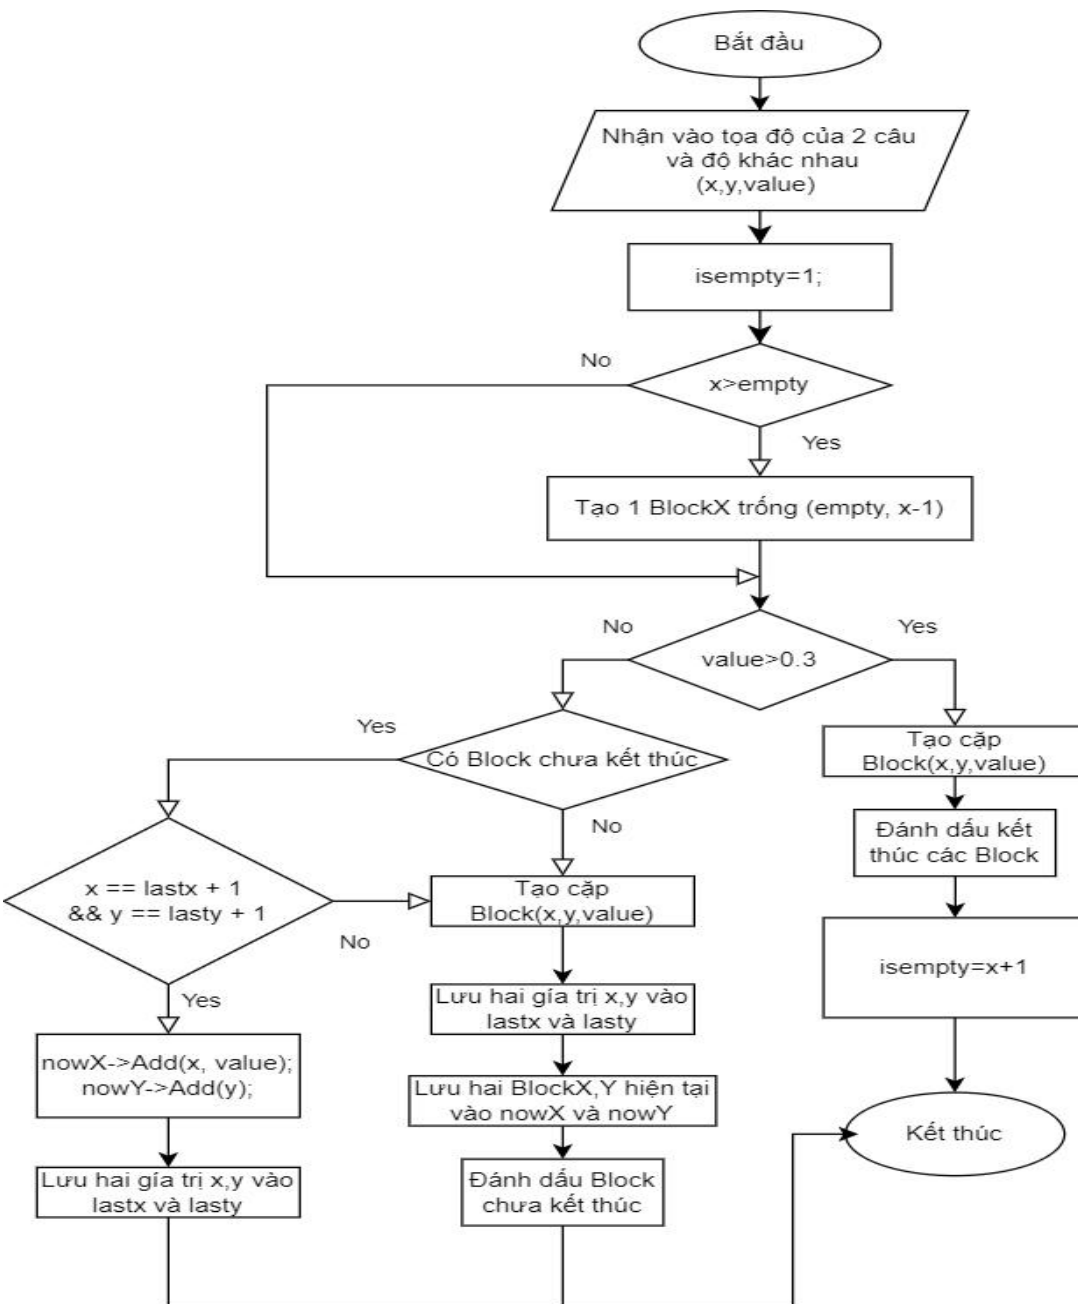 Bắt đầu
Nhận vào tọa độ của 2 câu
và độ khác nhau
(x,y,value)
isempty=1;
No
x>empty
Yes
Tạo 1 BlockX trống (empty, x-1)
No
Yes
value>0.3
Yes
Có Block chưa kết thúc
Tạo cặp
Block(x,y,value)
No
Đánh dấu kết
thúc các Block
x == lastx + 1
&& y == lasty + 1
Tạo cặp
Block(x,y,value)
No
isempty=x+1
Yes
Lưu hai gía trị x,y vào
lastx và lasty
nowX->Add(x, value);
nowY->Add(y);
Lưu hai BlockX,Y hiện tại
vào nowX và nowY
Kết thúc
Lưu hai gía trị x,y vào
lastx và lasty
Đánh dấu Block
chưa kết thúc